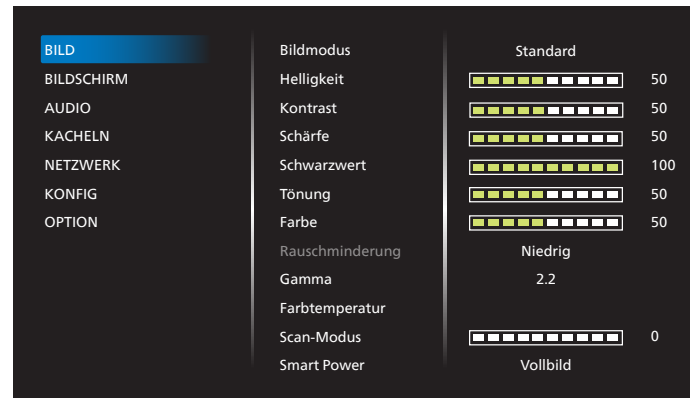 BILD Bildmodus Standard
BILDSCHIRM Helligkeit 50
AUDIO Kontrast 50
KACHELN Schärfe 50
NETZWERK Schwarzwert 100
KONFIG Tönung 50
OPTION Farbe 50
Rauschminderung Niedrig
Gamma 2.2
Farbtemperatur
Scan-Modus 0
Smart Power Vollbild